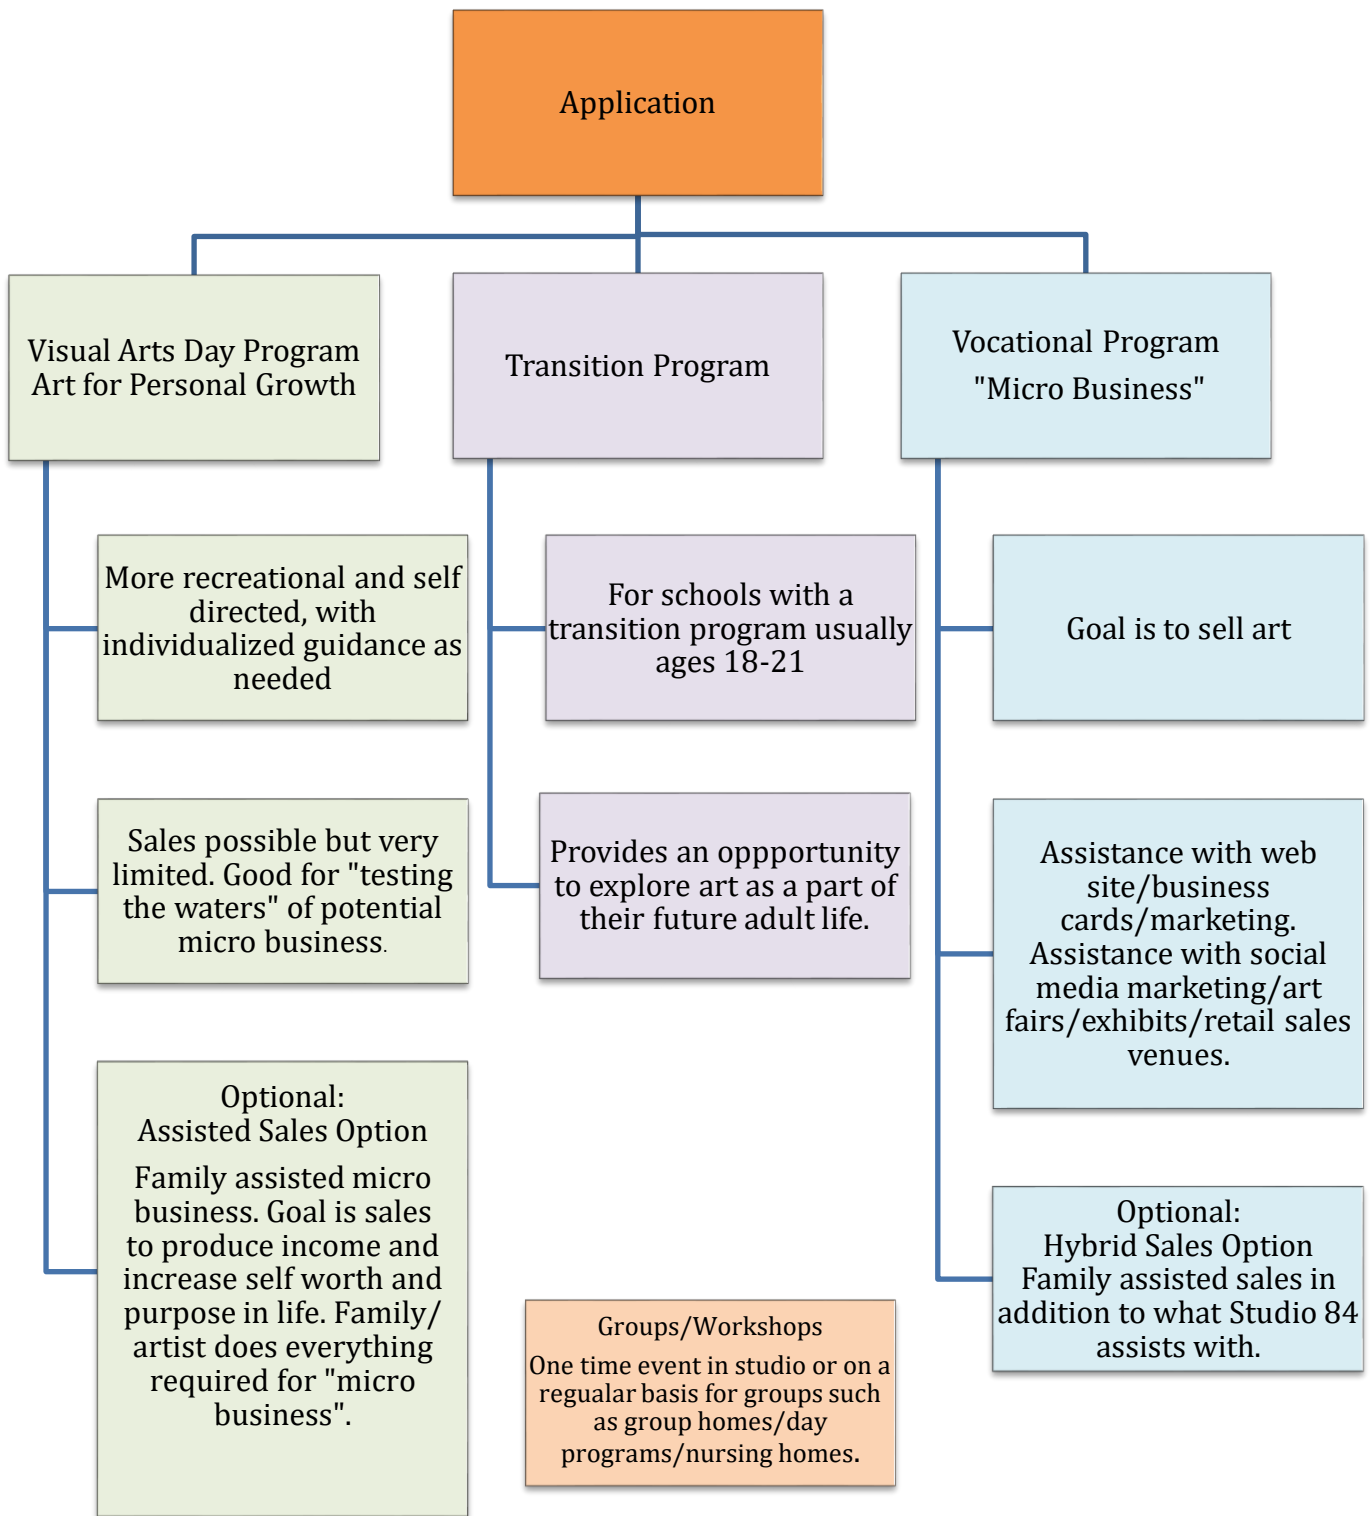 Application
Visual Arts Day Program
Art for Personal Growth
Transition Program
Vocational Program
"Micro Business"
More recreational and self
directed, with
individualized guidance as
needed
For schools with a
transition program usually
ages 18-21
Goal is to sell art
Sales possible but very
limited. Good for "testing
the waters" of potential
micro business.
Provides an oppportunity
to explore art as a part of
their future adult life.
Assistance with web
site/business
cards/marketing.
Assistance with social
media marketing/art
fairs/exhibits/retail sales
venues.
Optional:
Assisted Sales Option
Family assisted micro
business. Goal is sales
to produce income and
increase self worth and
purpose in life. Family/
artist does everything
required for "micro
business".
Groups/Workshops
One time event in studio or on a
regualar basis for groups such
as group homes/day
programs/nursing homes.
Optional:
Hybrid Sales Option
Family assisted sales in
addition to what Studio 84
assists with.